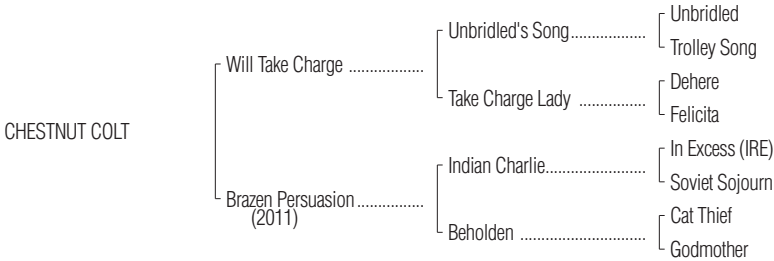 Unbridled
Unbridled's Song..................
Trolley Song
Will Take Charge ..................
Dehere
Take Charge Lady ................
Felicita
CHESTNUT COLT
In Excess (IRE)
Indian Charlie........................
Soviet Sojourn
Brazen Persuasion................
(2011)
Cat Thief
Beholden ..............................
Godmother